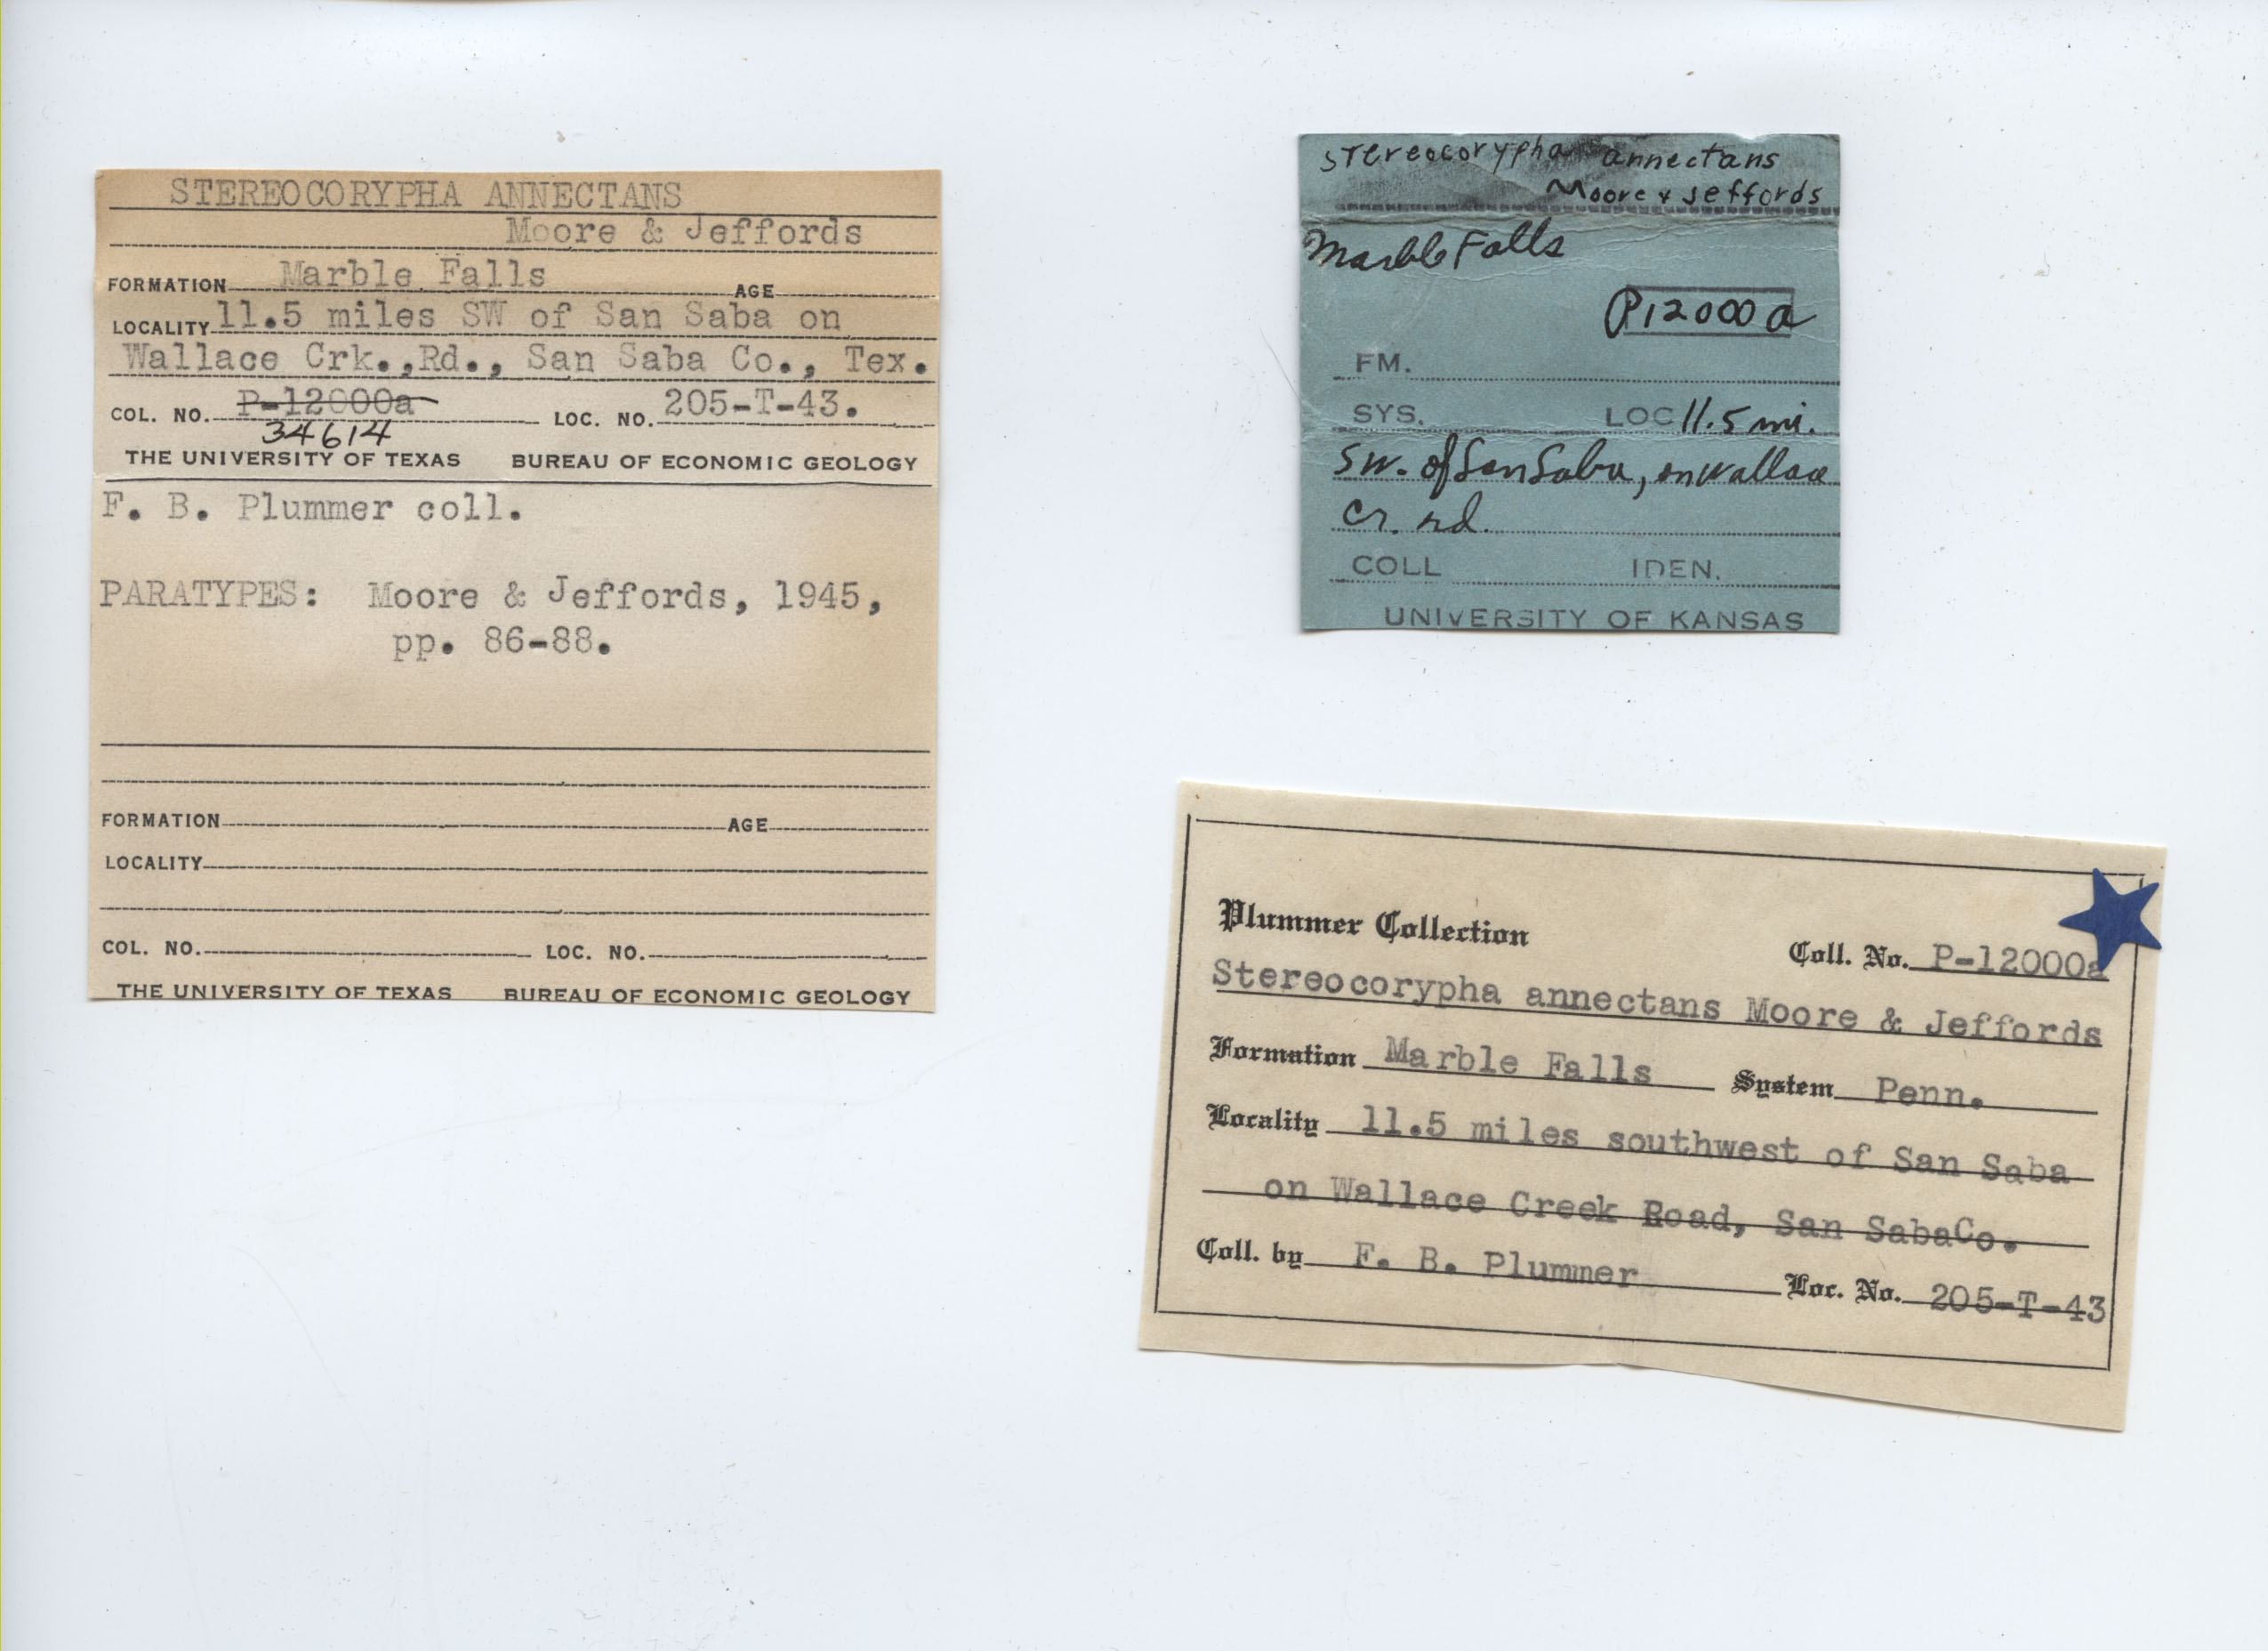 STEREOCORYPHA ANNECTANS
Moore & Jeffords
FORMATION Marble Falls AGE
LOCALITY 11.5 miles SW of San Saba on
Wallace Crk.,Rd., San Saba Co., Tex.
COL. NO. P-12000a LOC. NO. 205-T-43.
34614
THE UNIVERSITY OF TEXAS BUREAU OF ECONOMIC GEOLOGY
F. B. Plummer coll.
PARATYPES: Moore & Jeffords, 1945,
pp. 86-88.
FORMATION AGE
LOCALITY
COL. NO. LOC. NO.
THE UNIVERSITY OF TEXAS BUREAU OF ECONOMIC GEOLOGY
Stereocorypha annectans
Moore & Jeffords
Marble Falls
P12000a
FM.
SYS. LOC 11.5 mi.
SW. of San Saba, on Wallace
Cr. rd.
COLL IDEN.
UNIVERSITY OF KANSAS
Plummer Collection
Coll. No. P-12000a
Stereocorypha annectans Moore & Jeffords
Formation Marble Falls System Penn.
Locality 11.5 miles southwest of San Saba
on Wallace Creek Road, San SabaCo.
Coll. by F. B. Plummer Loc. No. 205-T-43